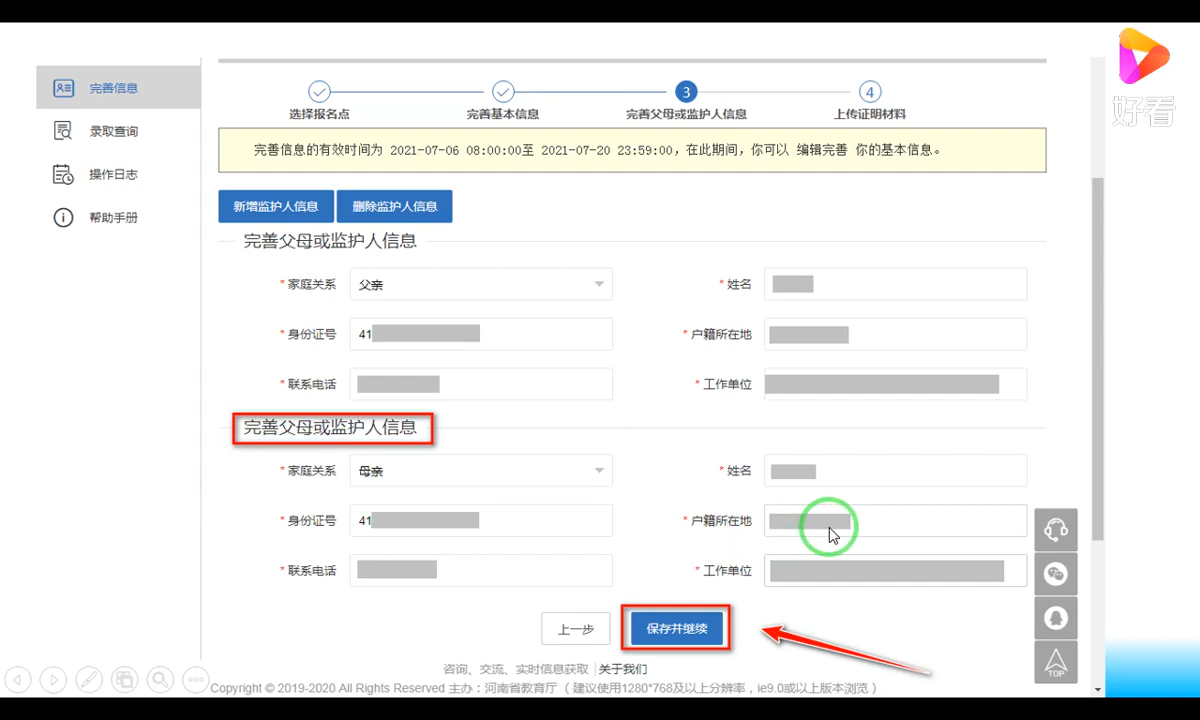 好看
完善信息
录取查询
操作日志
帮助手册
3
4
选择报名点
完善基本信息
完善父母或监护人信息
上传证明材料
完善信息的有效时间为 2021-07-06 08:00:00至 2021-07-20 23:59:00，在此期间，你可以 编辑完善 你的基本信息。
新增监护人信息
删除监护人信息
完善父母或监护人信息
* 家庭关系 父亲
* 姓名
* 身份证号 41
* 户籍所在地
* 联系电话
* 工作单位
完善父母或监护人信息
* 家庭关系 母亲
* 姓名
* 身份证号 41
* 户籍所在地
* 联系电话
* 工作单位
上一步
保存并继续
TOP
咨询、交流、实时信息获取 | 关于我们
Copyright © 2019-2020 All Rights Reserved 主办：河南省教育厅（ 建议使用1280*768及以上分辨率，ie9.0或以上版本浏览 ）